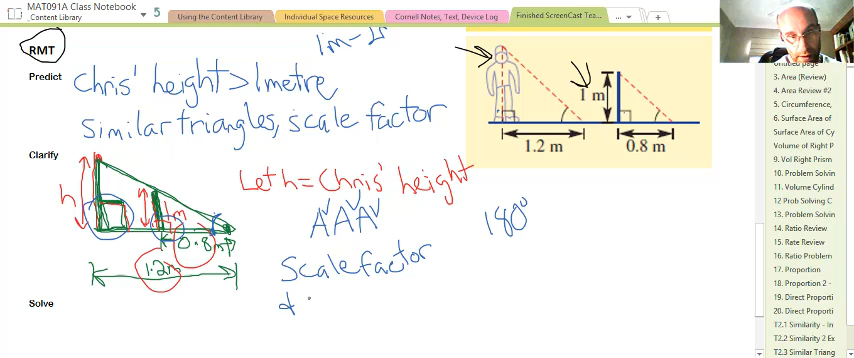 MAT091A Class Notebook
5
Using the Content Library
Individual Space Resources
Cornell Notes, Text, Device Log
Finished ScreenCast Tea...
...
+
RMT
Predict
Chris' height > 1 metre,
similar triangles, scale factor
1 m
1.2 m
0.8 m
Clarify
h
1m
0.8m
1.2m
Let h = Chris' height
AAA
180°
Scale factor
Solve
Untitled page
3. Area (Review)
4. Area Review #2
5. Circumference,
6. Surface Area of
Surface Area of Cy
Volume of Right P
9. Vol Right Prism
10. Problem Solvin
11. Volume Cylind
12 Prob Solving C
13. Problem Solvin
14. Ratio Review
15. Rate Review
16. Ratio Problem
17. Proportion
18. Proportion 2 -
19. Direct Proporti
20. Direct Proporti
T2.1 Similarity - In
T2.2 Similarity 2 Ex
T2.3 Similar Triang